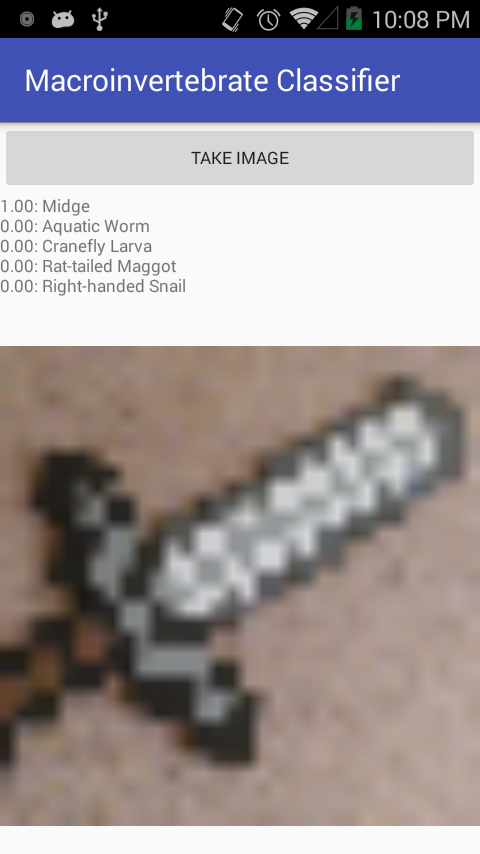 10:08 PM
Macroinvertebrate Classifier
TAKE IMAGE
1.00: Midge
0.00: Aquatic Worm
0.00: Cranefly Larva
0.00: Rat-tailed Maggot
0.00: Right-handed Snail